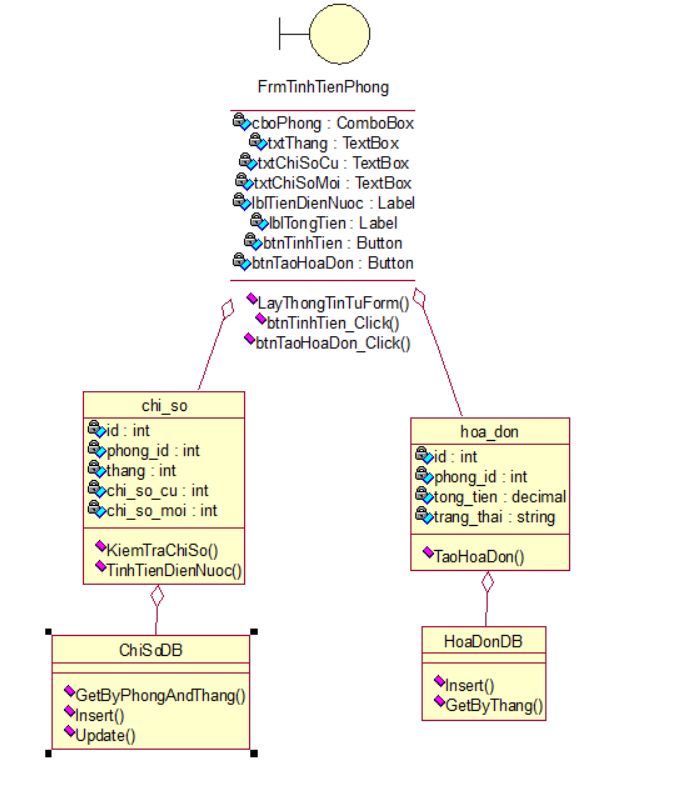 FrmTinhTienPhong
cboPhong : ComboBox
txtThang : TextBox
txtChiSoCu : TextBox
txtChiSoMoi : TextBox
lblTienDienNuoc : Label
lblTongTien : Label
btnTinhTien : Button
btnTaoHoaDon : Button
LayThongTinTuForm()
btnTinhTien_Click()
btnTaoHoaDon_Click()
chi_so
id : int
phong_id : int
thang : int
chi_so_cu : int
chi_so_moi : int
KiemTraChiSo()
TinhTienDienNuoc()
hoa_don
id : int
phong_id : int
tong_tien : decimal
trang_thai : string
TaoHoaDon()
ChiSoDB
GetByPhongAndThang()
Insert()
Update()
HoaDonDB
Insert()
GetByThang()